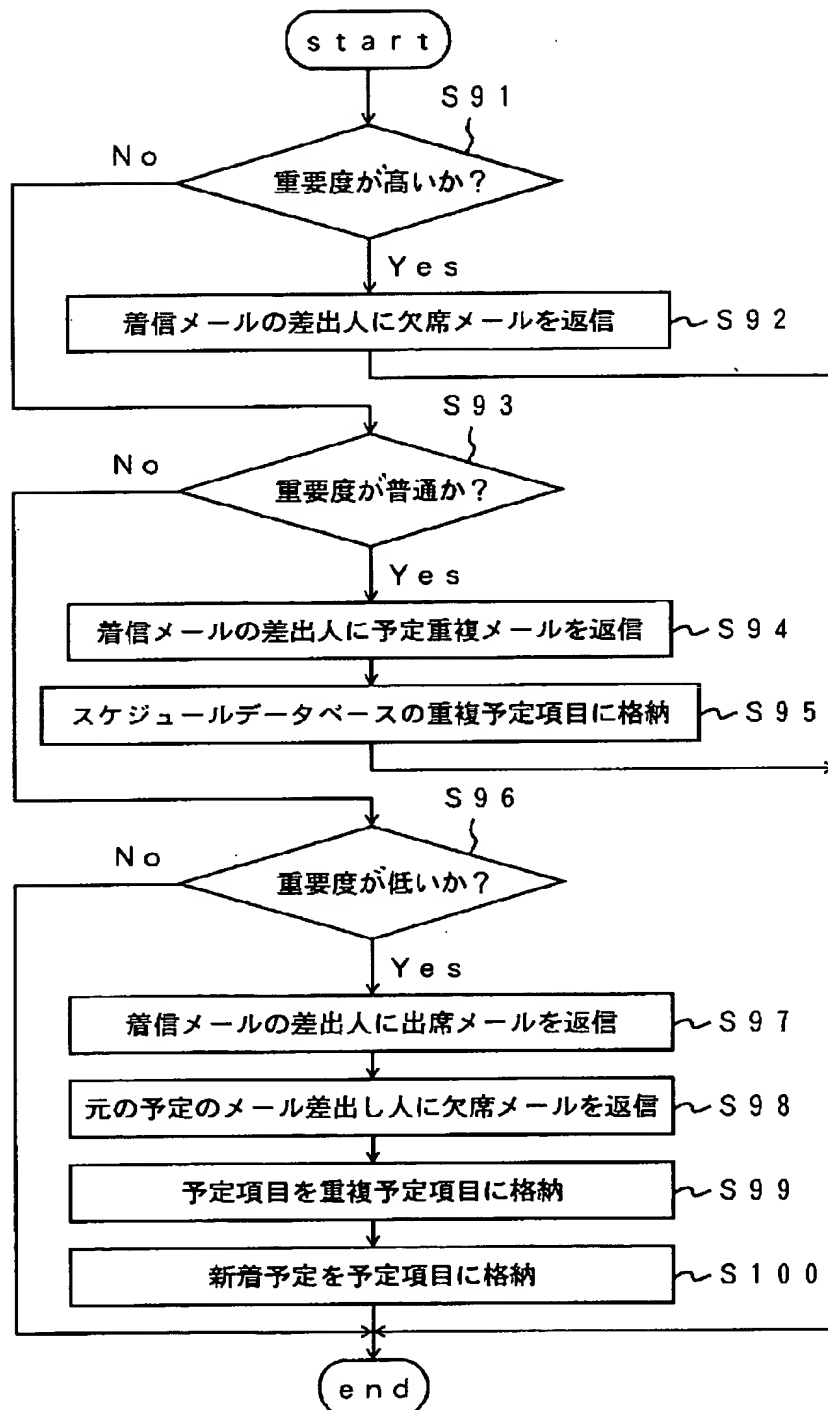 start
S91
No
重要度が高いか?
Yes
着信メールの差出人に欠席メールを返信
S92
S93
No
重要度が普通か?
Yes
着信メールの差出人に予定重複メールを返信
S94
スケジュールデータベースの重複予定項目に格納
S95
S96
No
重要度が低いか?
Yes
着信メールの差出人に出席メールを返信
S97
元の予定のメール差出し人に欠席メールを返信
S98
予定項目を重複予定項目に格納
S99
新着予定を予定項目に格納
S100
end